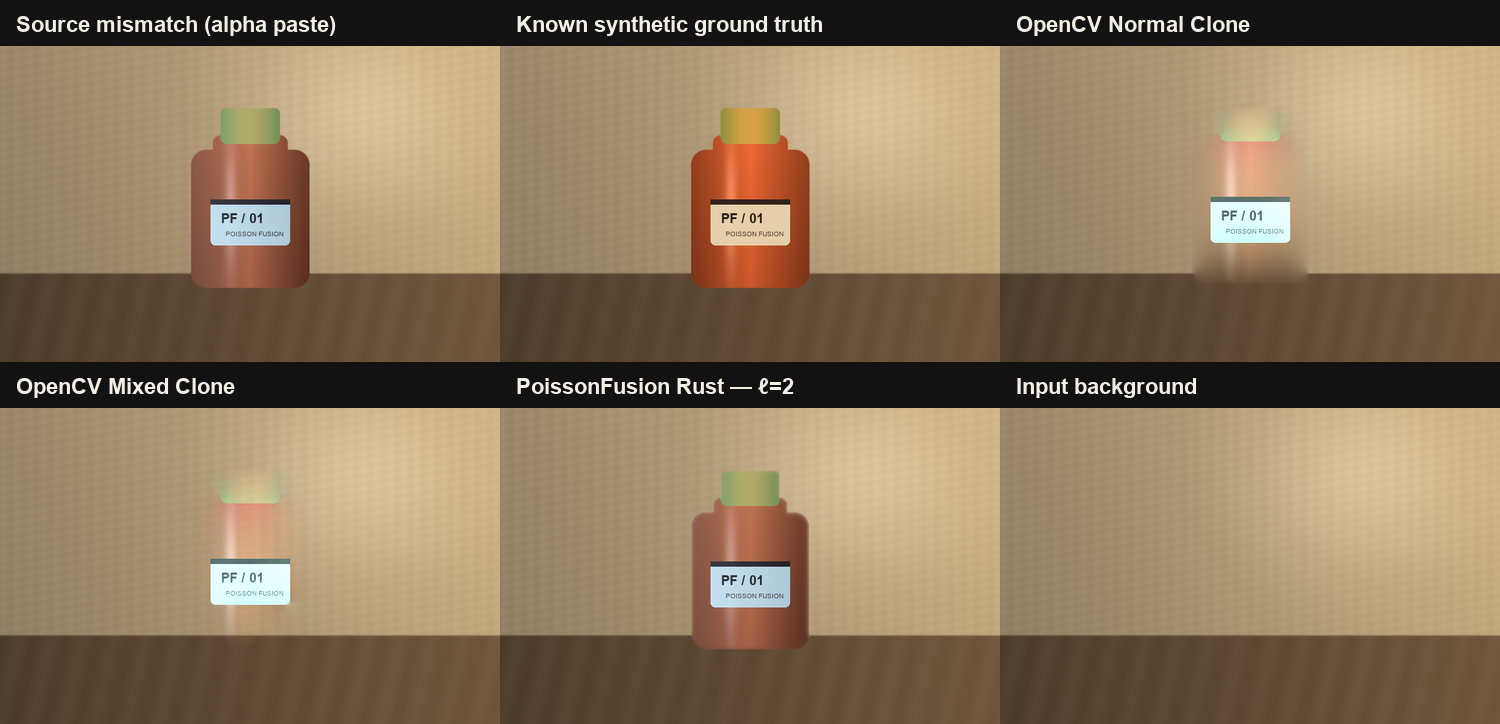 Source mismatch (alpha paste)
Known synthetic ground truth
OpenCV Normal Clone
PF / 01
POISSON FUSION
PF / 01
POISSON FUSION
PF / 01
POISSON FUSION
OpenCV Mixed Clone
PoissonFusion Rust — ℓ=2
Input background
PF / 01
POISSON FUSION
PF / 01
POISSON FUSION